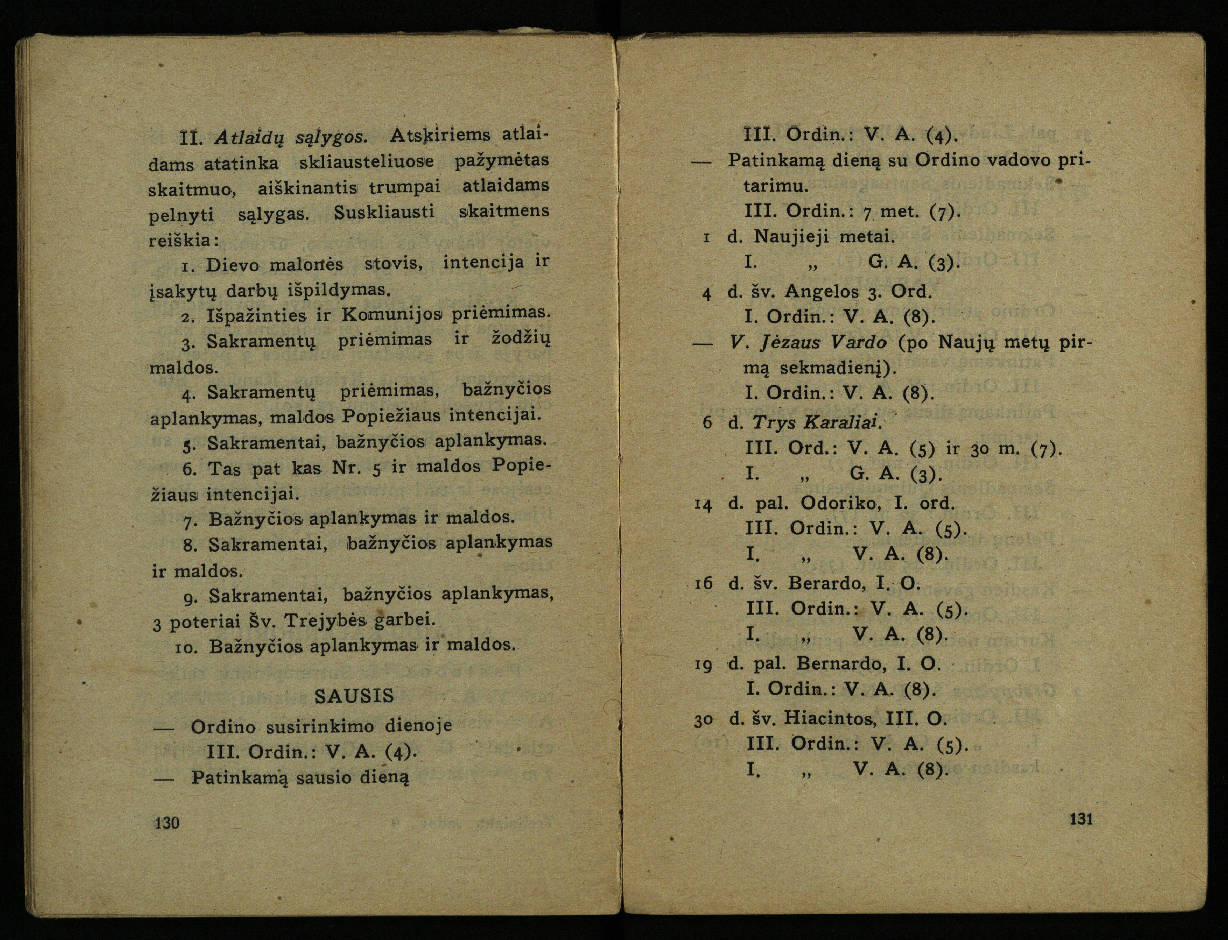 II. Atlaidų sąlygos. Atskiriems atlai-
dams atatinka skliausteliuose pažymėtas
skaitmuo, aiškinantis trumpai atlaidams
pelnyti sąlygas. Suskliausti skaitmens
reiškia:
1. Dievo malonės stovis, intencija ir
įsakytų darbų išpildymas.
2. Išpažinties ir Komunijos priėmimas.
3. Sakramentų priėmimas ir žodžių
maldos.
4. Sakramentų priėmimas, bažnyčios
aplankymas, maldos Popiežiaus intencijai.
5. Sakramentai, bažnyčios aplankymas.
6. Tas pat kas Nr. 5 ir maldos Popie-
žiaus intencijai.
7. Bažnyčios aplankymas ir maldos.
8. Sakramentai, bažnyčios aplankymas
ir maldos.
9. Sakramentai, bažnyčios aplankymas,
3 poteriai Šv. Trejybės garbei.
10. Bažnyčios aplankymas ir maldos.
SAUSIS
— Ordino susirinkimo dienoje
III. Ordin.: V. A. (4).
— Patinkamą sausio dieną
130
III. Ordin.: V. A. (4).
— Patinkamą dieną su Ordino vadovo pri-
tarimu.
III. Ordin.: 7 met. (7).
1 d. Naujieji metai.
I. „ G. A. (3).
4 d. šv. Angelos 3. Ord.
I. Ordin.: V. A. (8).
— V. Jėzaus Vardo (po Naujų metų pir-
mą sekmadienį).
I. Ordin.: V. A. (8).
6 d. Trys Karaliai.
III. Ord.: V. A. (5) ir 30 m. (7).
I. „ G. A. (3).
14 d. pal. Odoriko, I. ord.
III. Ordin.: V. A. (5).
I. „ V. A. (8).
16 d. šv. Berardo, I. O.
III. Ordin.: V. A. (5).
I. „ V. A. (8).
19 d. pal. Bernardo, I. O.
I. Ordin.: V. A. (8).
30 d. šv. Hiacintos, III. O.
III. Ordin.: V. A. (5).
I. „ V. A. (8).
131